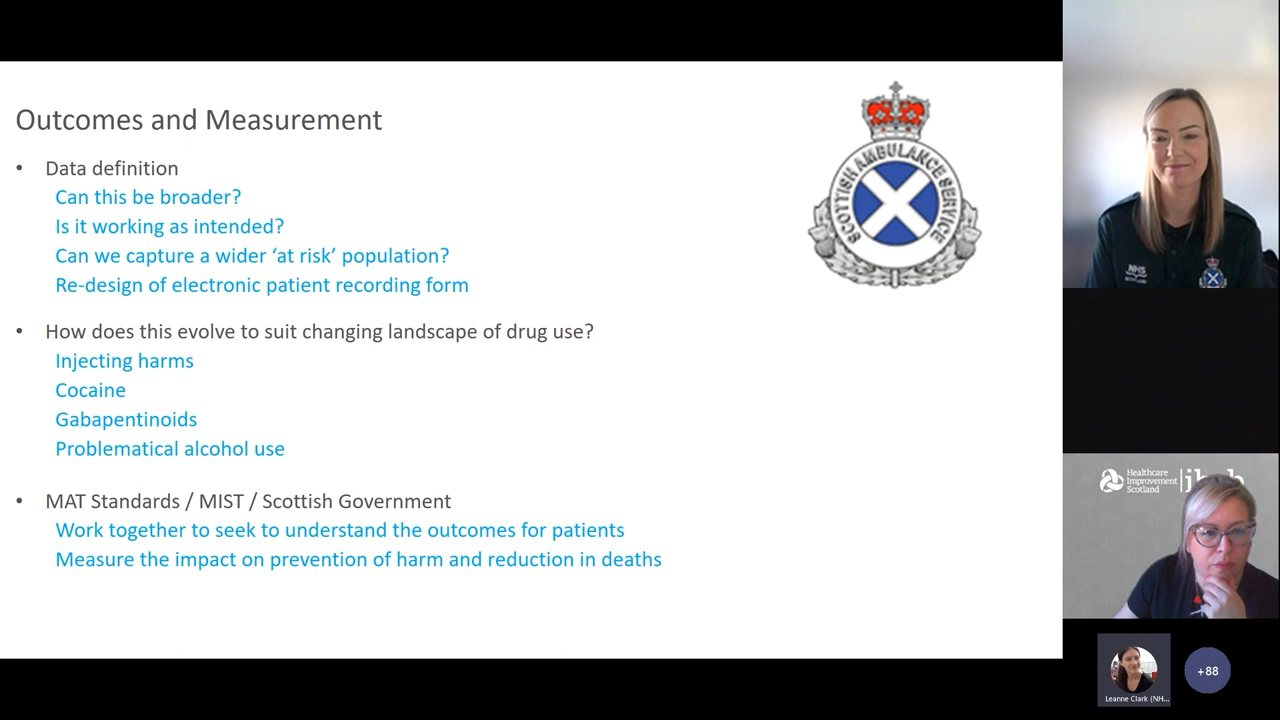 Outcomes and Measurement
• Data definition
Can this be broader?
Is it working as intended?
Can we capture a wider ‘at risk’ population?
Re-design of electronic patient recording form
• How does this evolve to suit changing landscape of drug use?
Injecting harms
Cocaine
Gabapentinoids
Problematical alcohol use
• MAT Standards / MIST / Scottish Government
Work together to seek to understand the outcomes for patients
Measure the impact on prevention of harm and reduction in deaths
SCOTTISH AMBULANCE SERVICE
NHS
SCOTLAND
Healthcare
Improvement
Scotland
Leanne Clark (NH...
+88